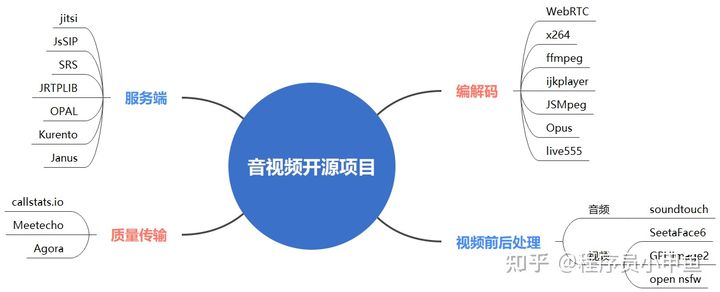 音视频开源项目
服务端
jitsi
JsSIP
SRS
JRTPLIB
OPAL
Kurento
Janus
质量传输
callstats.io
Meetecho
Agora
编解码
WebRTC
x264
ffmpeg
ijkplayer
JSMpeg
Opus
live555
视频前后处理
音频
soundtouch
视频
SeetaFace6
GPUImage2
open nsfw
知乎 @程序员小甲鱼